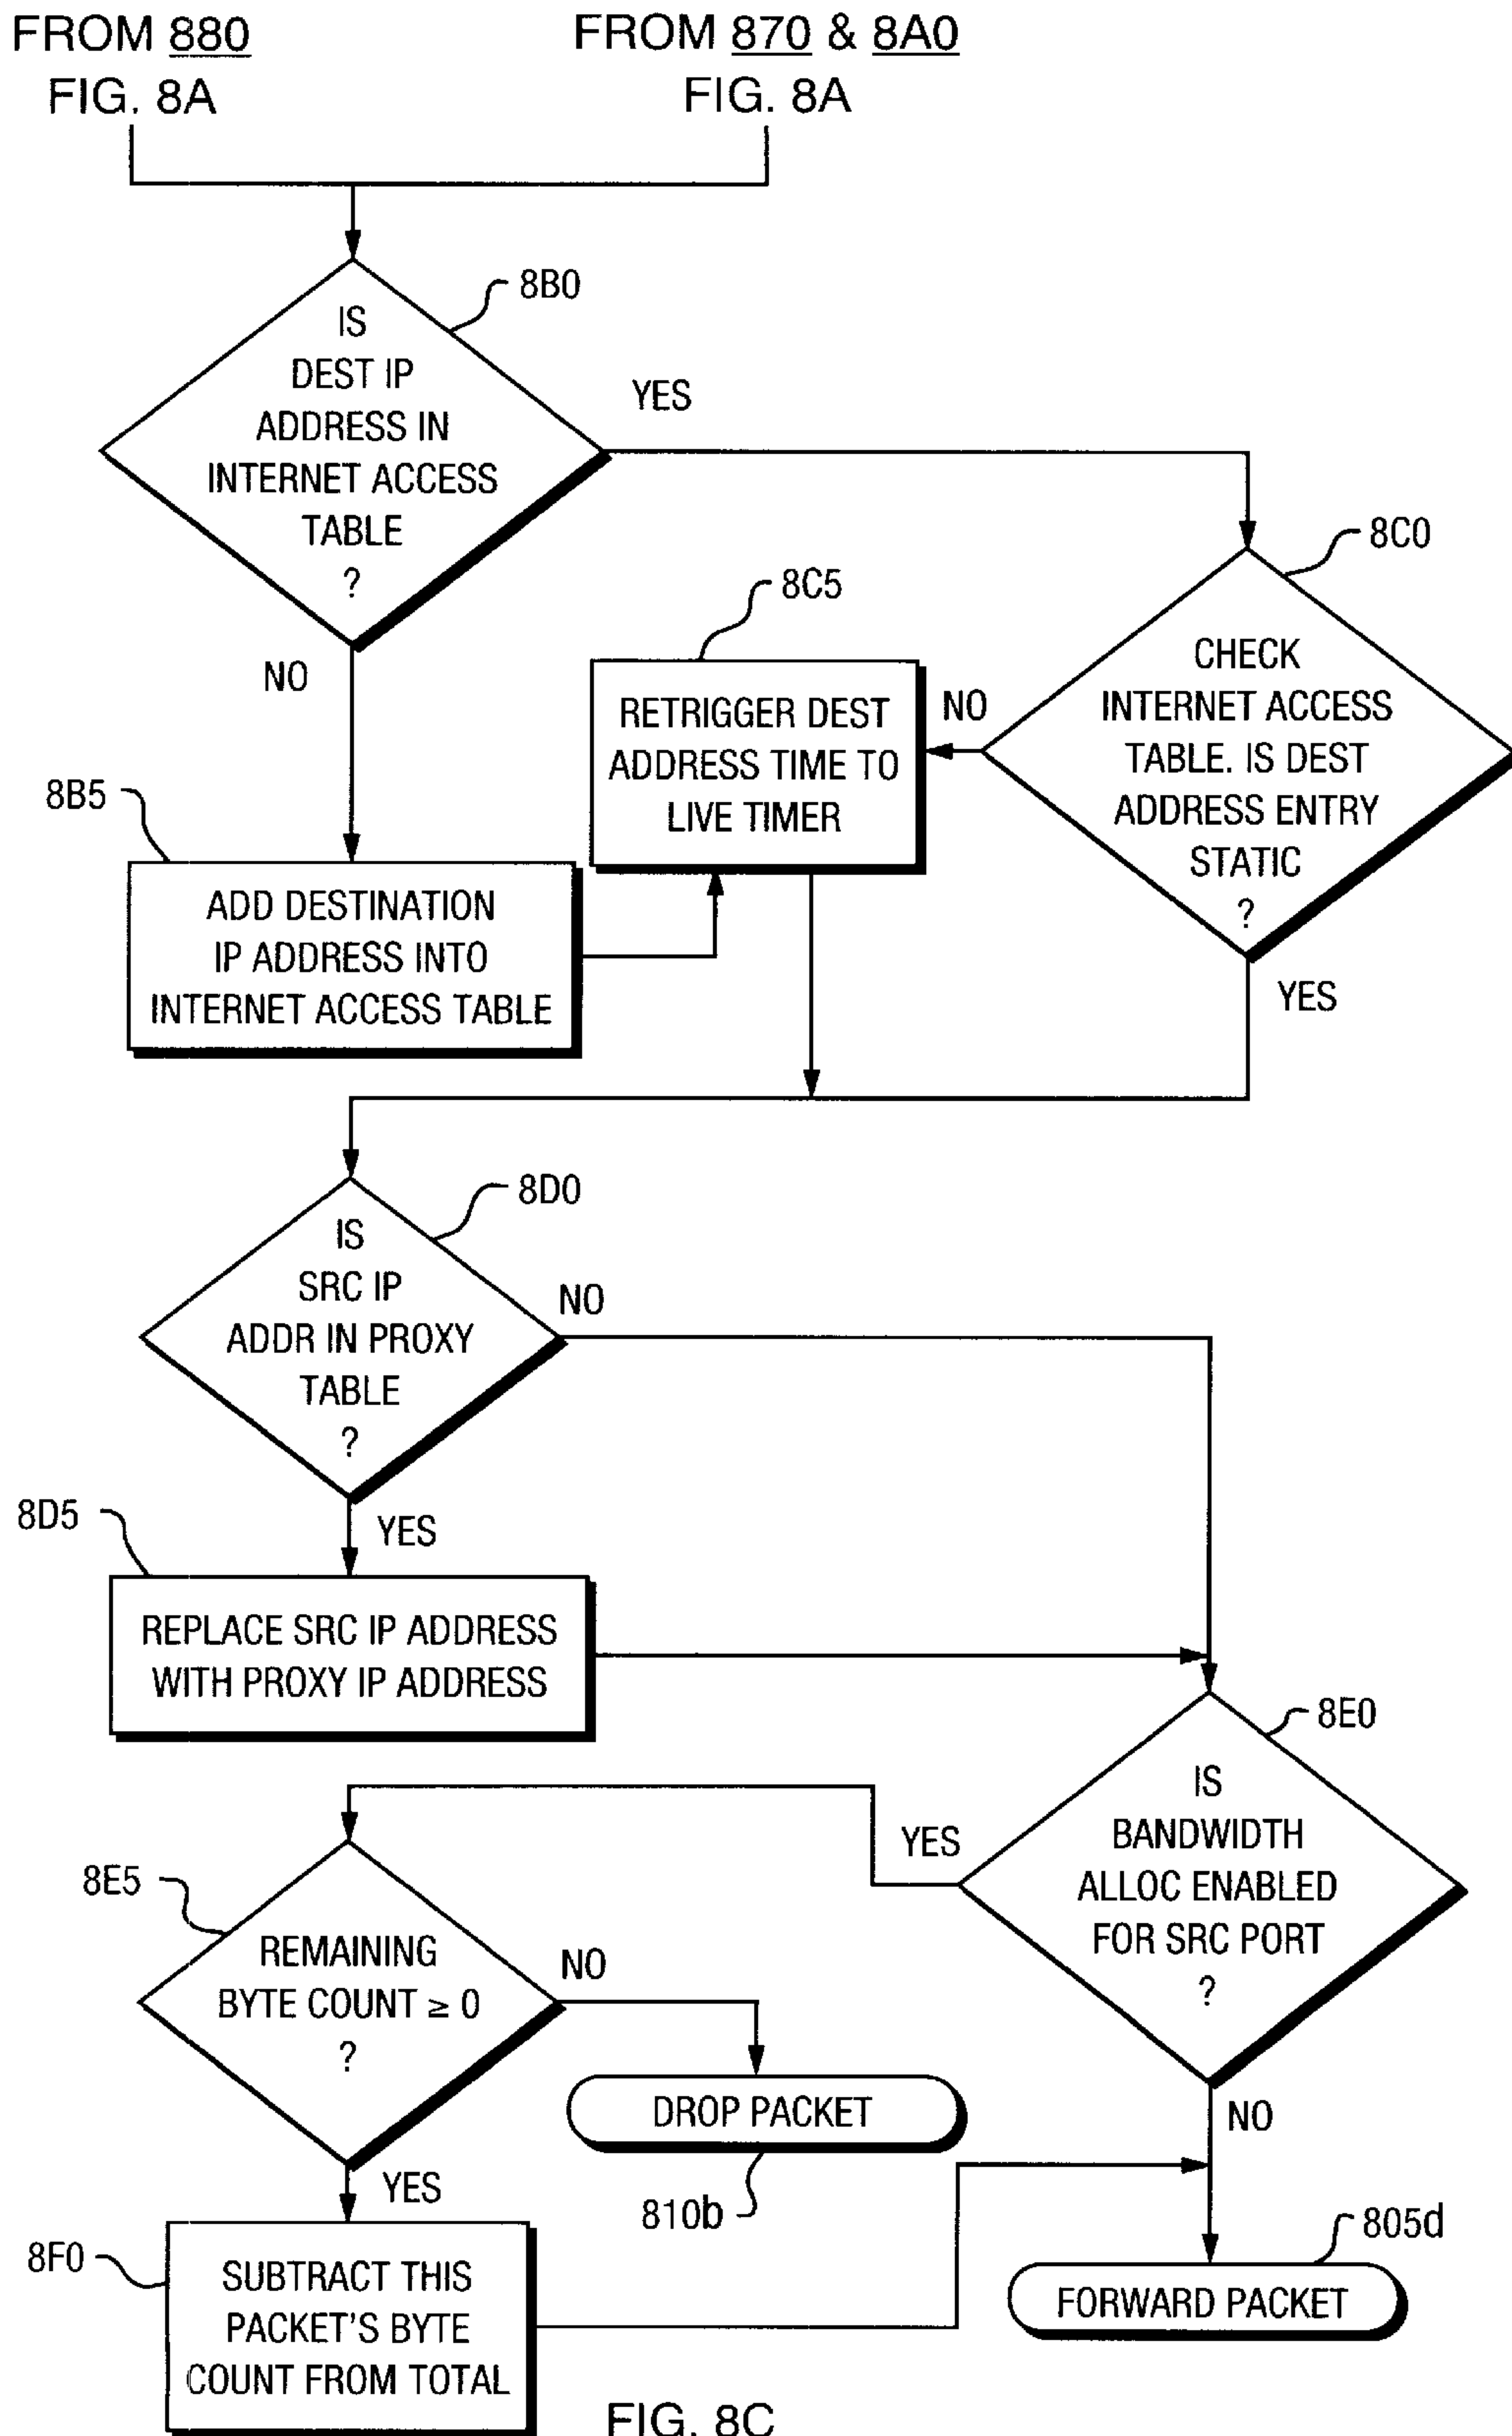 FROM 880
FIG. 8A
FROM 870 & 8A0
FIG. 8A
8B0
IS
DEST IP
ADDRESS IN
INTERNET ACCESS
TABLE
?
YES
NO
8C0
CHECK
INTERNET ACCESS
TABLE. IS DEST
ADDRESS ENTRY
STATIC
?
NO
YES
8C5
RETRIGGER DEST
ADDRESS TIME TO
LIVE TIMER
8B5
ADD DESTINATION
IP ADDRESS INTO
INTERNET ACCESS TABLE
8D0
IS
SRC IP
ADDR IN PROXY
TABLE
?
NO
YES
8D5
REPLACE SRC IP ADDRESS
WITH PROXY IP ADDRESS
8E0
IS
BANDWIDTH
ALLOC ENABLED
FOR SRC PORT
?
YES
NO
8E5
REMAINING
BYTE COUNT ≥ 0
?
NO
YES
DROP PACKET
810b
8F0
SUBTRACT THIS
PACKET'S BYTE
COUNT FROM TOTAL
805d
FORWARD PACKET
FIG. 8C